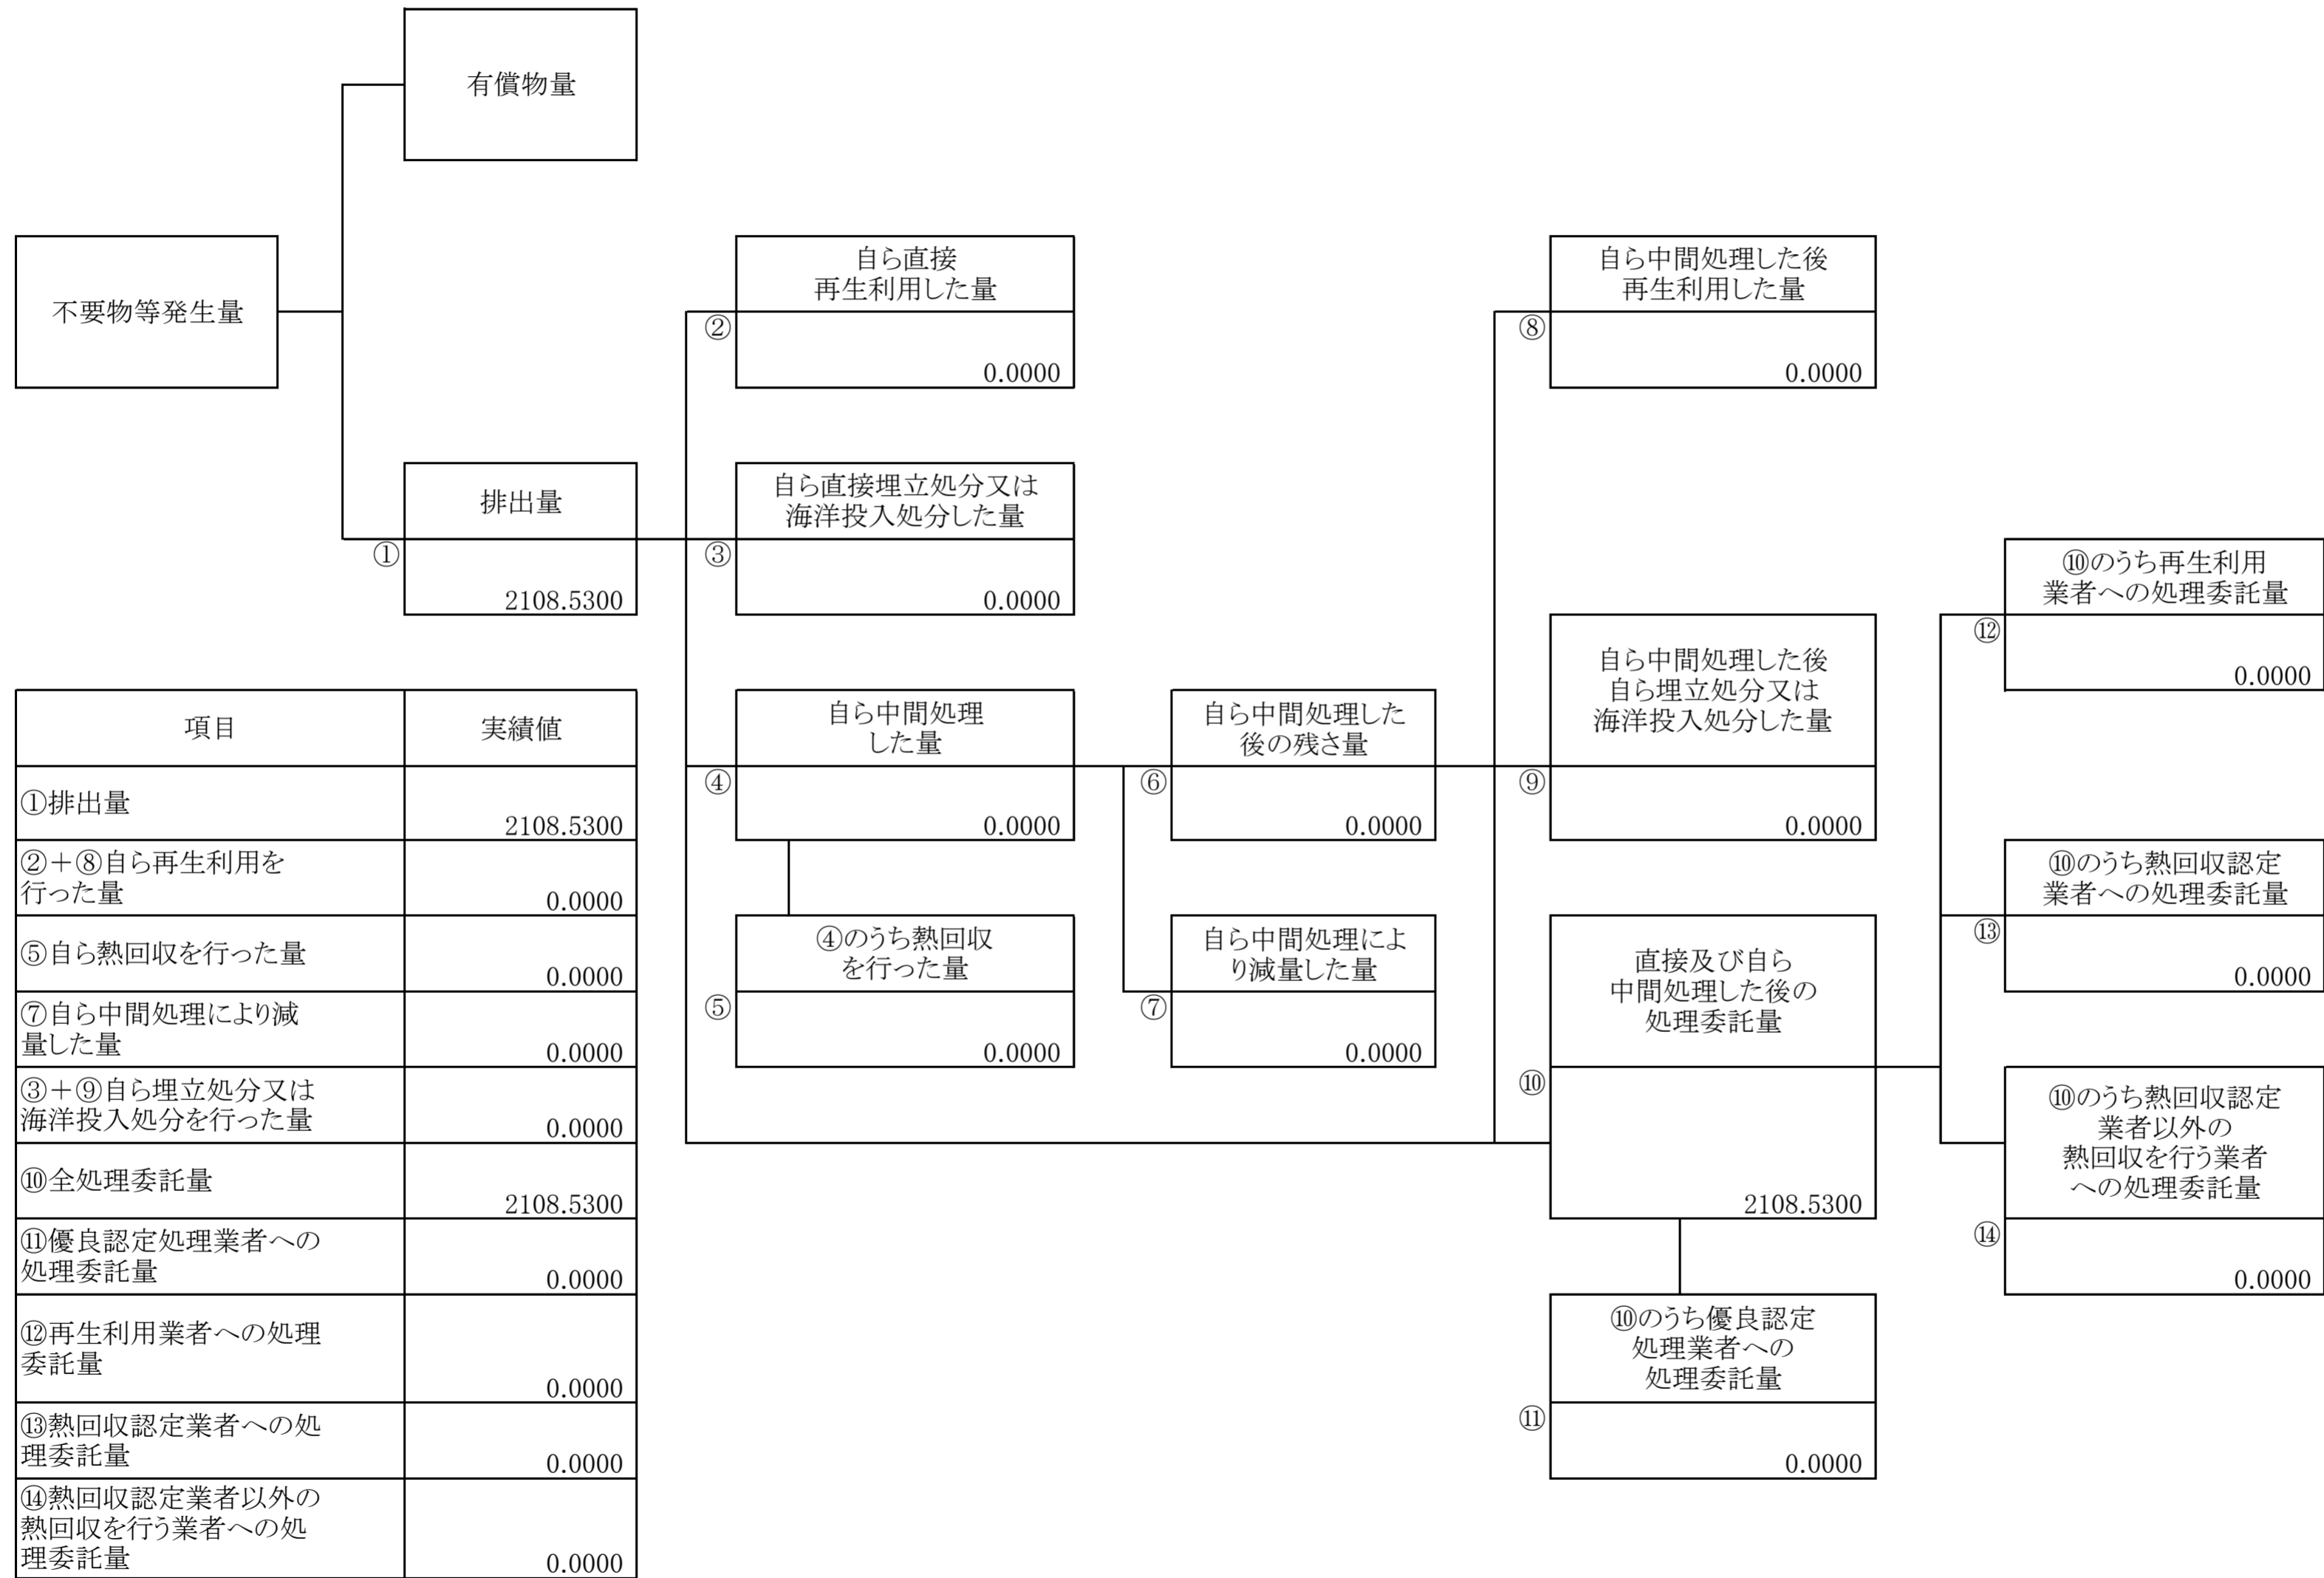 有償物量
不要物等発生量
自ら直接
再生利用した量
②
0.0000
自ら中間処理した後
再生利用した量
⑧
0.0000
排出量
①
2108.5300
自ら直接埋立処分又は
海洋投入処分した量
③
0.0000
⑩のうち再生利用
業者への処理委託量
⑫
0.0000
自ら中間処理
した量
④
0.0000
自ら中間処理した
後の残さ量
⑥
0.0000
自ら中間処理した後
自ら埋立処分又は
海洋投入処分した量
⑨
0.0000
⑩のうち熱回収認定
業者への処理委託量
⑬
0.0000
④のうち熱回収
を行った量
⑤
0.0000
自ら中間処理によ
り減量した量
⑦
0.0000
直接及び自ら
中間処理した後の
処理委託量
⑩
2108.5300
⑩のうち熱回収認定
業者以外の
熱回収を行う業者
への処理委託量
⑭
0.0000
⑩のうち優良認定
処理業者への
処理委託量
⑪
0.0000
項目 実績値
①排出量
2108.5300
②＋⑧自ら再生利用を
行った量
0.0000
⑤自ら熱回収を行った量
0.0000
⑦自ら中間処理により減
量した量
0.0000
③＋⑨自ら埋立処分又は
海洋投入処分を行った量
0.0000
⑩全処理委託量
2108.5300
⑪優良認定処理業者への
処理委託量
0.0000
⑫再生利用業者への処理
委託量
0.0000
⑬熱回収認定業者への処
理委託量
0.0000
⑭熱回収認定業者以外の
熱回収を行う業者への処
理委託量
0.0000